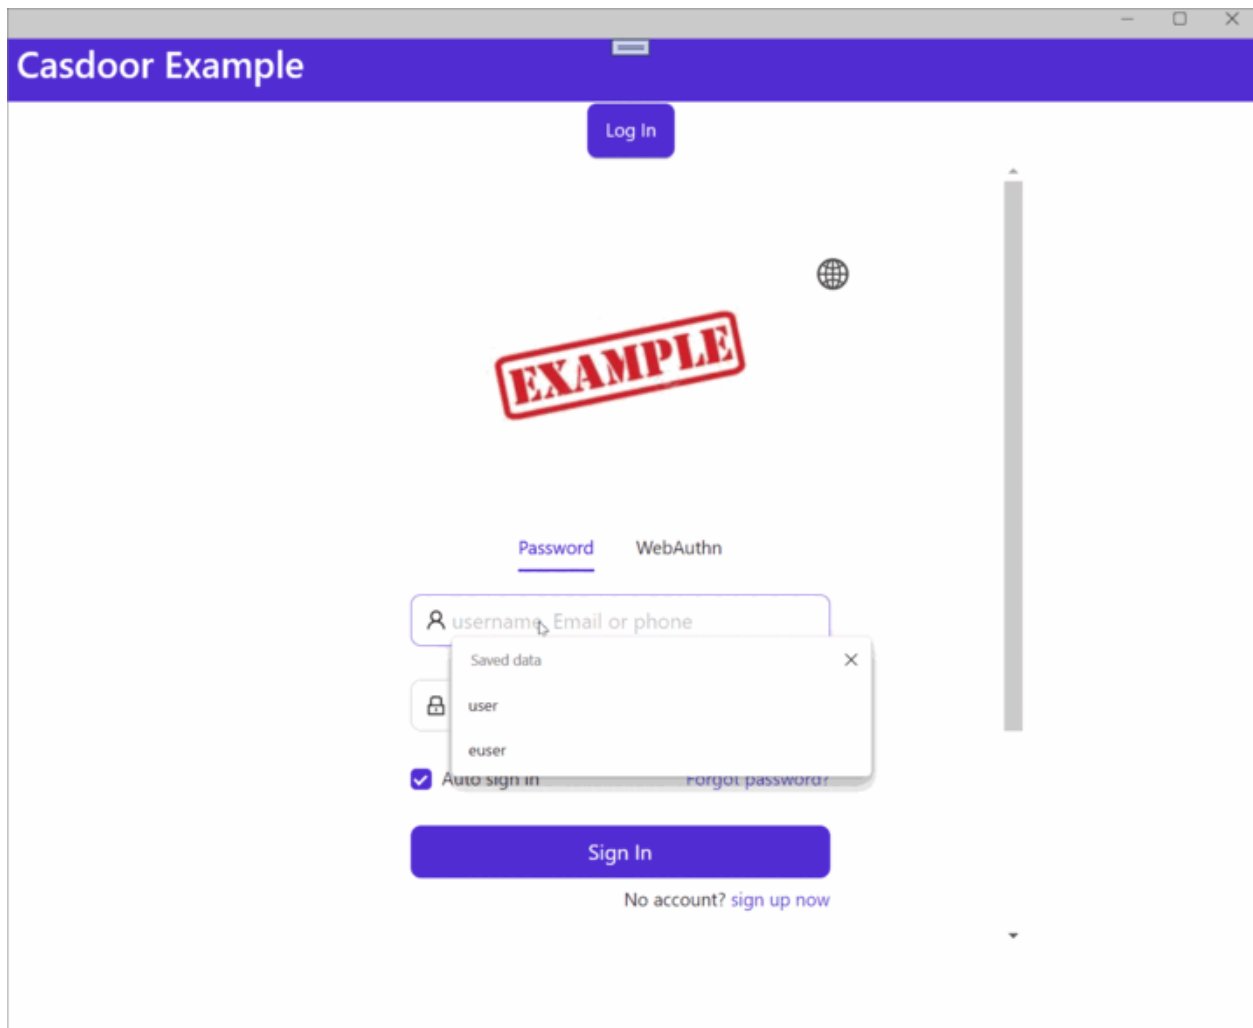 Casdoor Example
Log In
EXAMPLE
Password WebAuthn
username, Email or phone
Saved data
user
euser
Auto sign in Forgot password?
Sign In
No account? sign up now